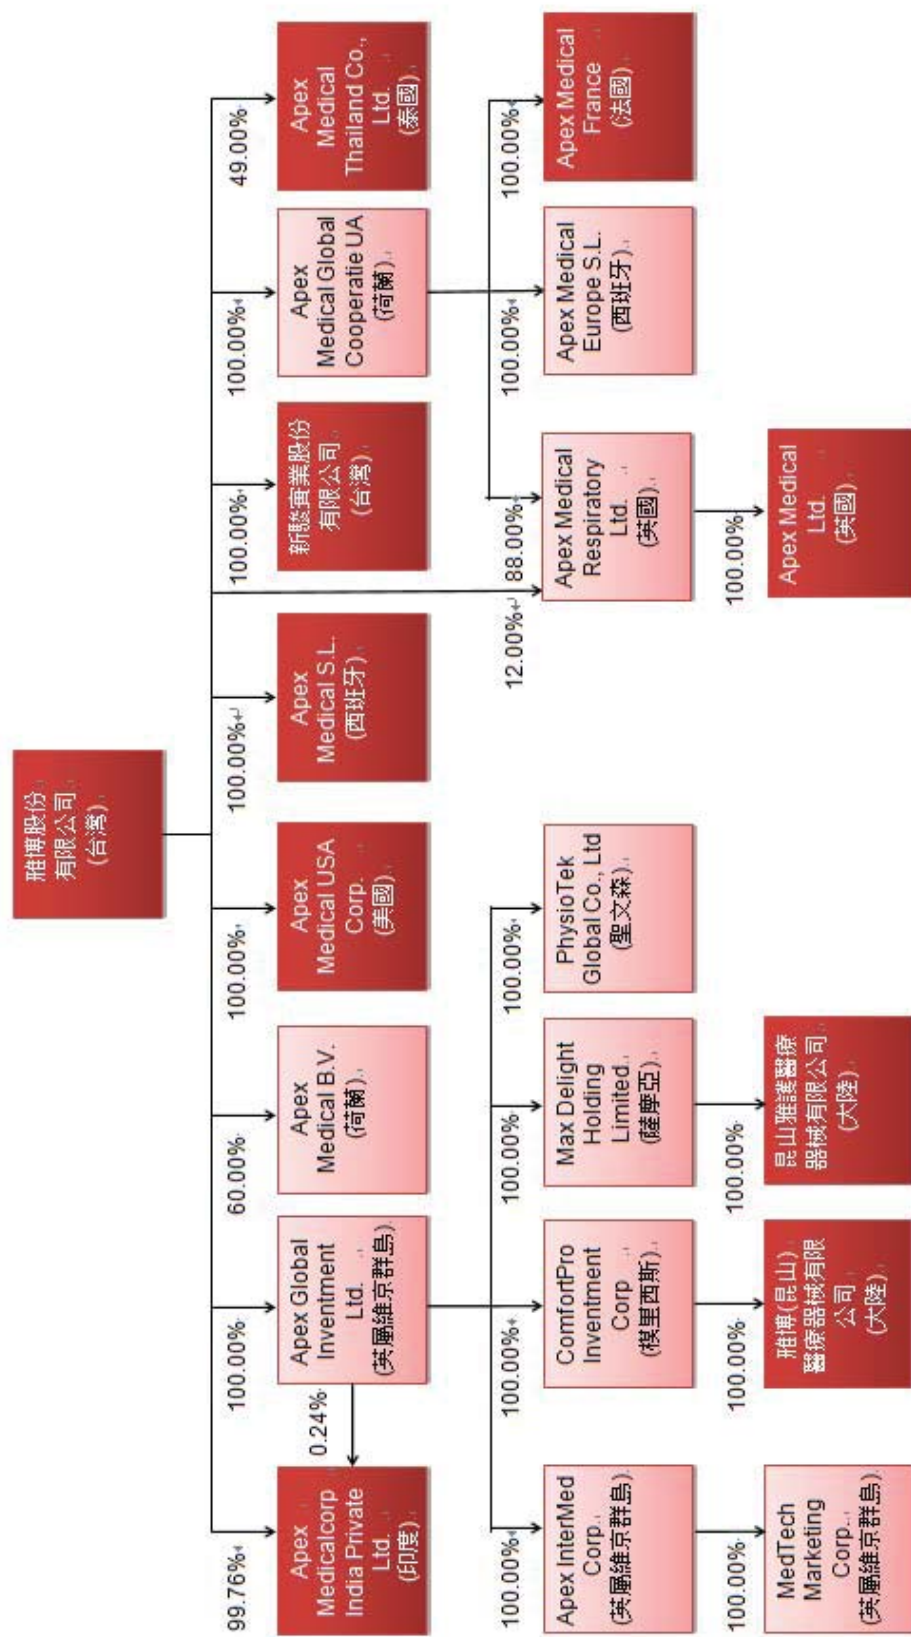 雅博股份
有限公司
(台灣)
99.76%
100.00%
60.00%
100.00%
100.00%
100.00%
100.00%
49.00%
Apex
Medicalcorp
India Private
Ltd.
(印度)
0.24%
Apex Global
Inventment
Ltd.
(英屬維京群島)
Apex
Medical B.V.
(荷蘭)
Apex
Medical USA
Corp.
(美國)
Apex
Medical S.L.
(西班牙)
新駿實業股份
有限公司
(台灣)
Apex
Medical Global
Cooperatie UA
(荷蘭)
Apex
Medical
Thailand Co.,
Ltd.
(泰國)
100.00%
100.00%
100.00%
100.00%
12.00%
88.00%
100.00%
100.00%
Apex InterMed
Corp.
(英屬維京群島)
ComfortPro
Inventment
Corp
(模里西斯)
Max Delight
Holding
Limited.
(薩摩亞)
PhysioTek
Global Co., Ltd
(聖文森)
Apex Medical
Respiratory
Ltd.
(英國)
Apex Medical
Europe S.L.
(西班牙)
Apex Medical
France
(法國)
100.00%
100.00%
100.00%
100.00%
MedTech
Marketing
Corp.
(英屬維京群島)
雅博(昆山)
醫療器械有限
公司
(大陸)
昆山雅護醫療
器械有限公司
(大陸)
Apex Medical
Ltd.
(英國)